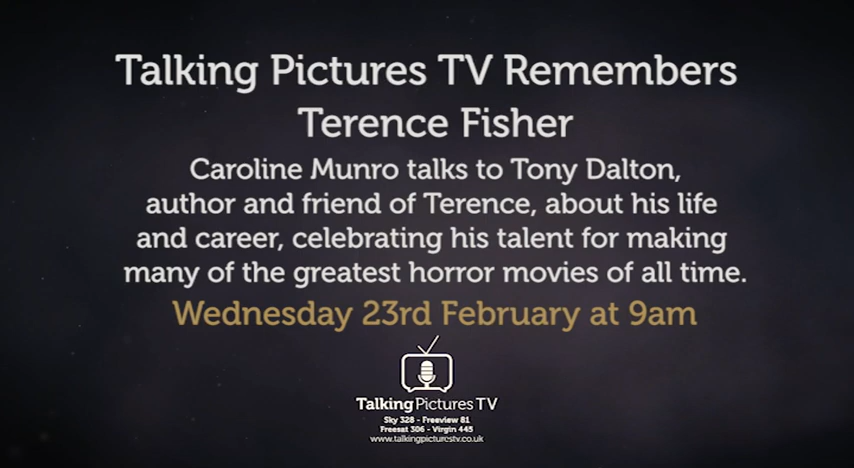 Talking Pictures TV Remembers
Terence Fisher
Caroline Munro talks to Tony Dalton,
author and friend of Terence, about his life
and career, celebrating his talent for making
many of the greatest horror movies of all time.
Wednesday 23rd February at 9am
Talking Pictures TV
Sky 328 - Freeview 81
Freesat 306 - Virgin 445
www.talkingpicturestv.co.uk